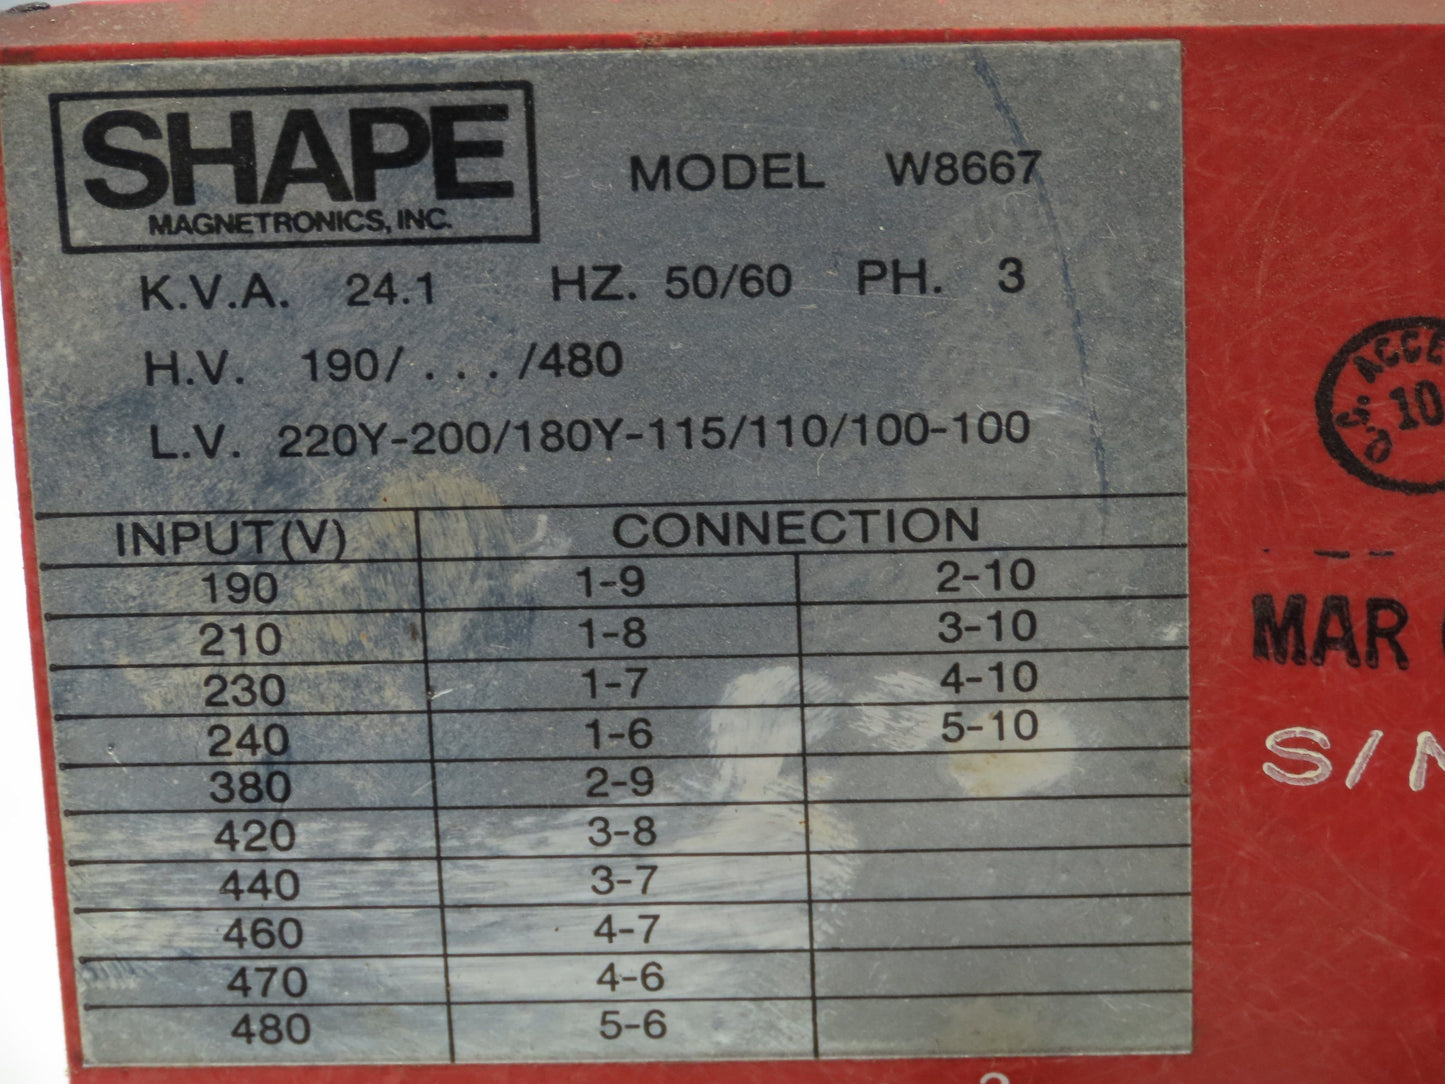 SHAPE
MAGNETRONICS, INC.
MODEL W8667
K.V.A. 24.1 HZ. 50/60 PH. 3
H.V. 190/ . . . /480
L.V. 220Y-200/180Y-115/110/100-100
INPUT(V) CONNECTION
190 1-9 2-10
210 1-8 3-10
230 1-7 4-10
240 1-6 5-10
380 2-9
420 3-8
440 3-7
460 4-7
470 4-6
480 5-6
Q.C. ACCE
10
MAR
S/N